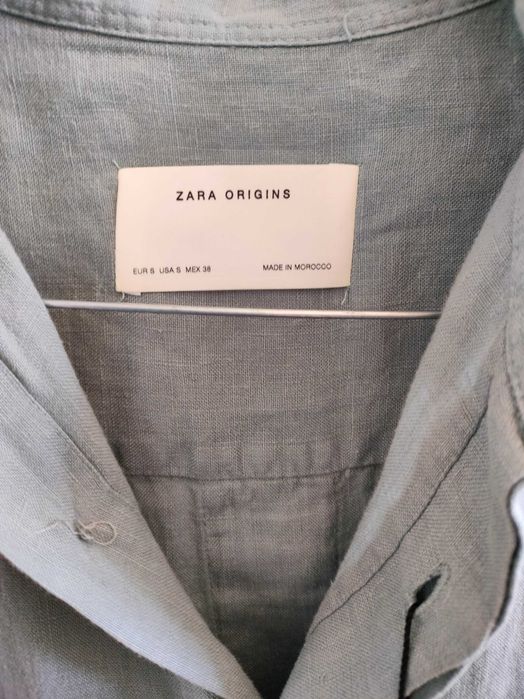 ZARA ORIGINS
EUR S USA S MEX 38 MADE IN MOROCCO